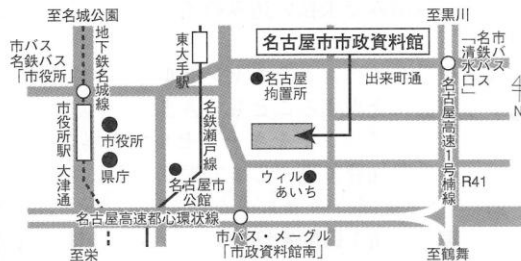 至名城公園
至黒川
市バス
名鉄バス
「市役所」
地下鉄名城線
東大手駅
名古屋市市政資料館
名市
鉄バス
「清水口」
名古屋
拘置所
出来町通
N
市役所駅
市役所
県庁
大津通
名鉄瀬戸線
名古屋市
公館
ウィル
あいち
名古屋高速1号楠線
R41
名古屋高速都心環状線
市バス・メーグル
「市政資料館南」
至栄
至鶴舞